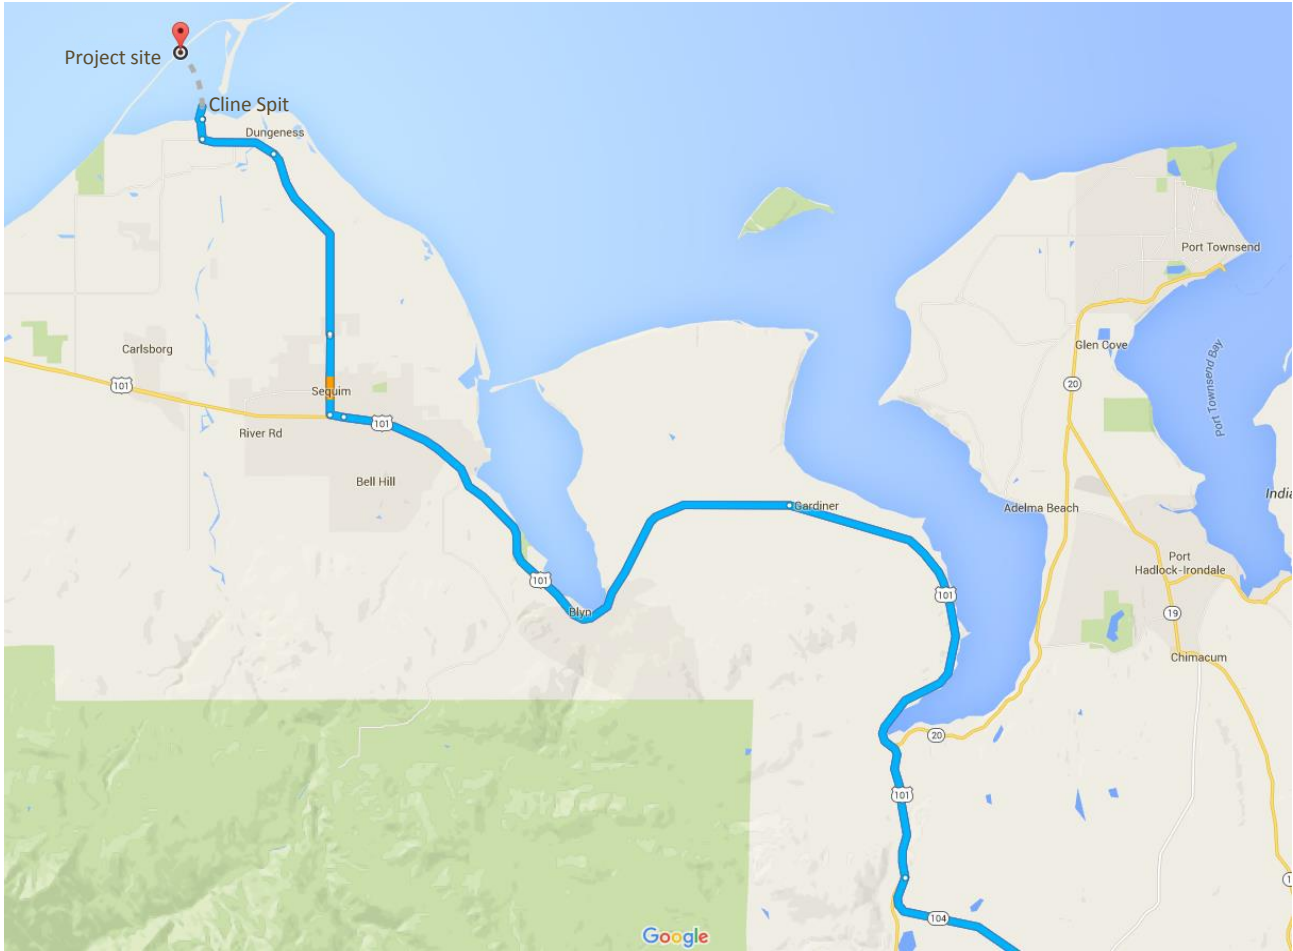 Project site
Cline Spit
Dungeness
Port Townsend
Carlsborg
Glen Cove
Port Townsend Bay
101
20
Sequim
River Rd
101
Bell Hill
Gardiner
Adelma Beach
India
Port
Hadlock-Irondale
101
101
Blyn
19
Chimacum
20
101
104
1
Google